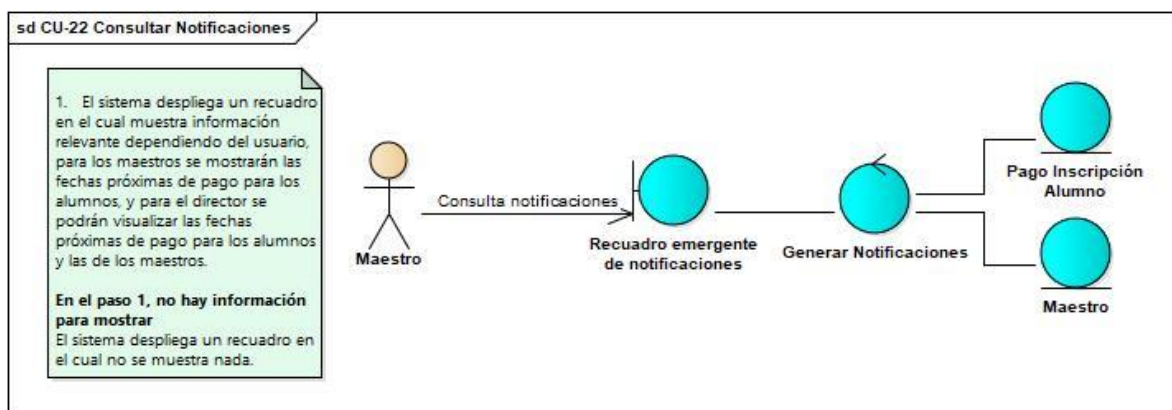 sd CU-22 Consultar Notificaciones
1. El sistema despliega un recuadro
en el cual muestra información
relevante dependiendo del usuario,
para los maestros se mostrarán las
fechas próximas de pago para los
alumnos, y para el director se
podrán visualizar las fechas
próximas de pago para los alumnos
y las de los maestros.
En el paso 1, no hay información
para mostrar
El sistema despliega un recuadro en
el cual no se muestra nada.
Maestro
Consulta notificaciones
Recuadro emergente
de notificaciones
Generar Notificaciones
Pago Inscripción
Alumno
Maestro